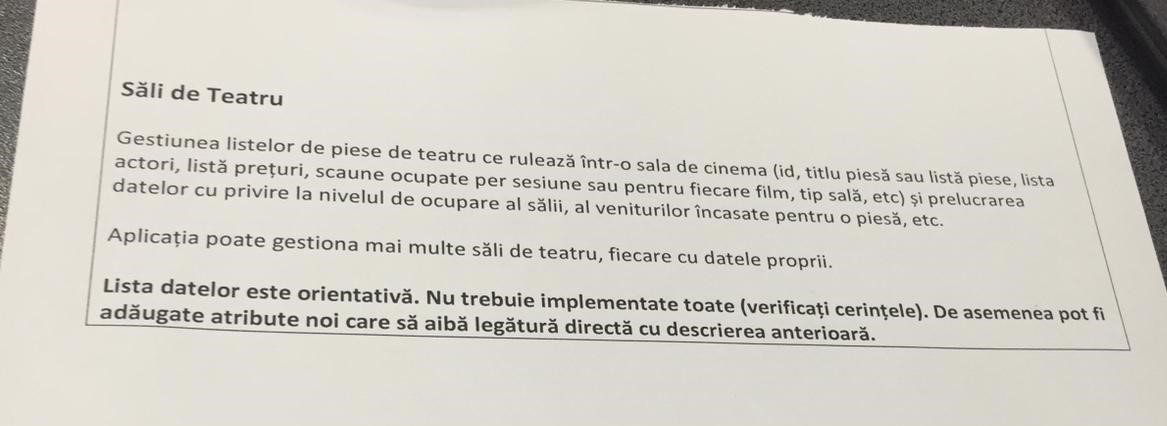 Săli de Teatru
Gestiunea listelor de piese de teatru ce rulează într-o sala de cinema (id, titlu piesă sau listă piese, lista
actori, listă prețuri, scaune ocupate per sesiune sau pentru fiecare film, tip sală, etc) și prelucrarea
datelor cu privire la nivelul de ocupare al sălii, al veniturilor încasate pentru o piesă, etc.
Aplicația poate gestiona mai multe săli de teatru, fiecare cu datele proprii.
Lista datelor este orientativă. Nu trebuie implementate toate (verificați cerințele). De asemenea pot fi
adăugate atribute noi care să aibă legătură directă cu descrierea anterioară.